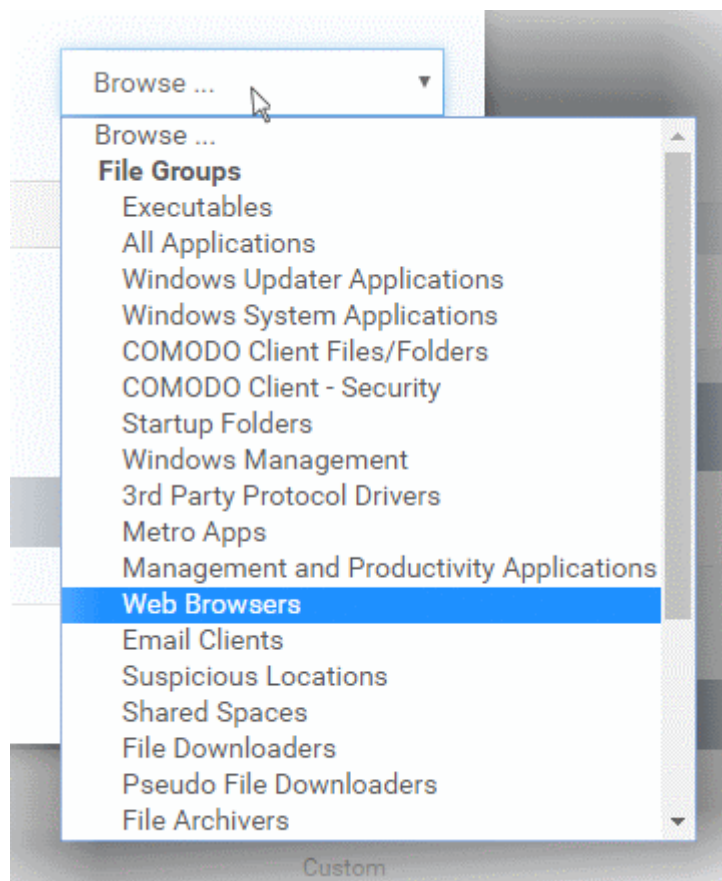 Browse ...
Browse ...
File Groups
Executables
All Applications
Windows Updater Applications
Windows System Applications
COMODO Client Files/Folders
COMODO Client - Security
Startup Folders
Windows Management
3rd Party Protocol Drivers
Metro Apps
Management and Productivity Applications
Web Browsers
Email Clients
Suspicious Locations
Shared Spaces
File Downloaders
Pseudo File Downloaders
File Archivers
Custom